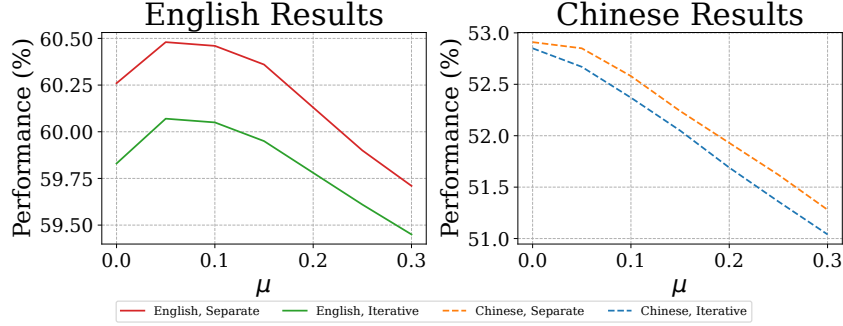 English Results
Performance (%)
60.50
60.25
60.00
59.75
59.50
0.0 0.1 0.2 0.3
μ
Chinese Results
Performance (%)
53.0
52.5
52.0
51.5
51.0
0.0 0.1 0.2 0.3
μ
English, Separate English, Iterative Chinese, Separate Chinese, Iterative